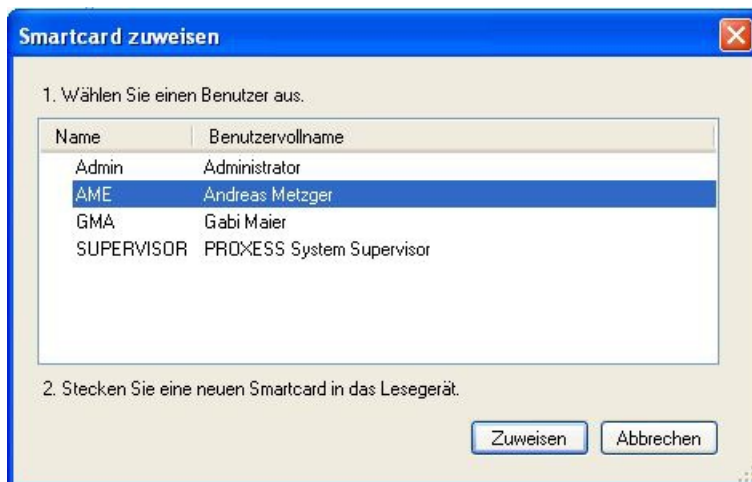 Smartcard zuweisen
1. Wählen Sie einen Benutzer aus.
Name Benutzervollname
Admin Administrator
AME Andreas Metzger
GMA Gabi Maier
SUPERVISOR PROXESS System Supervisor
2. Stecken Sie eine neuen Smartcard in das Lesegerät.
Zuweisen Abbrechen